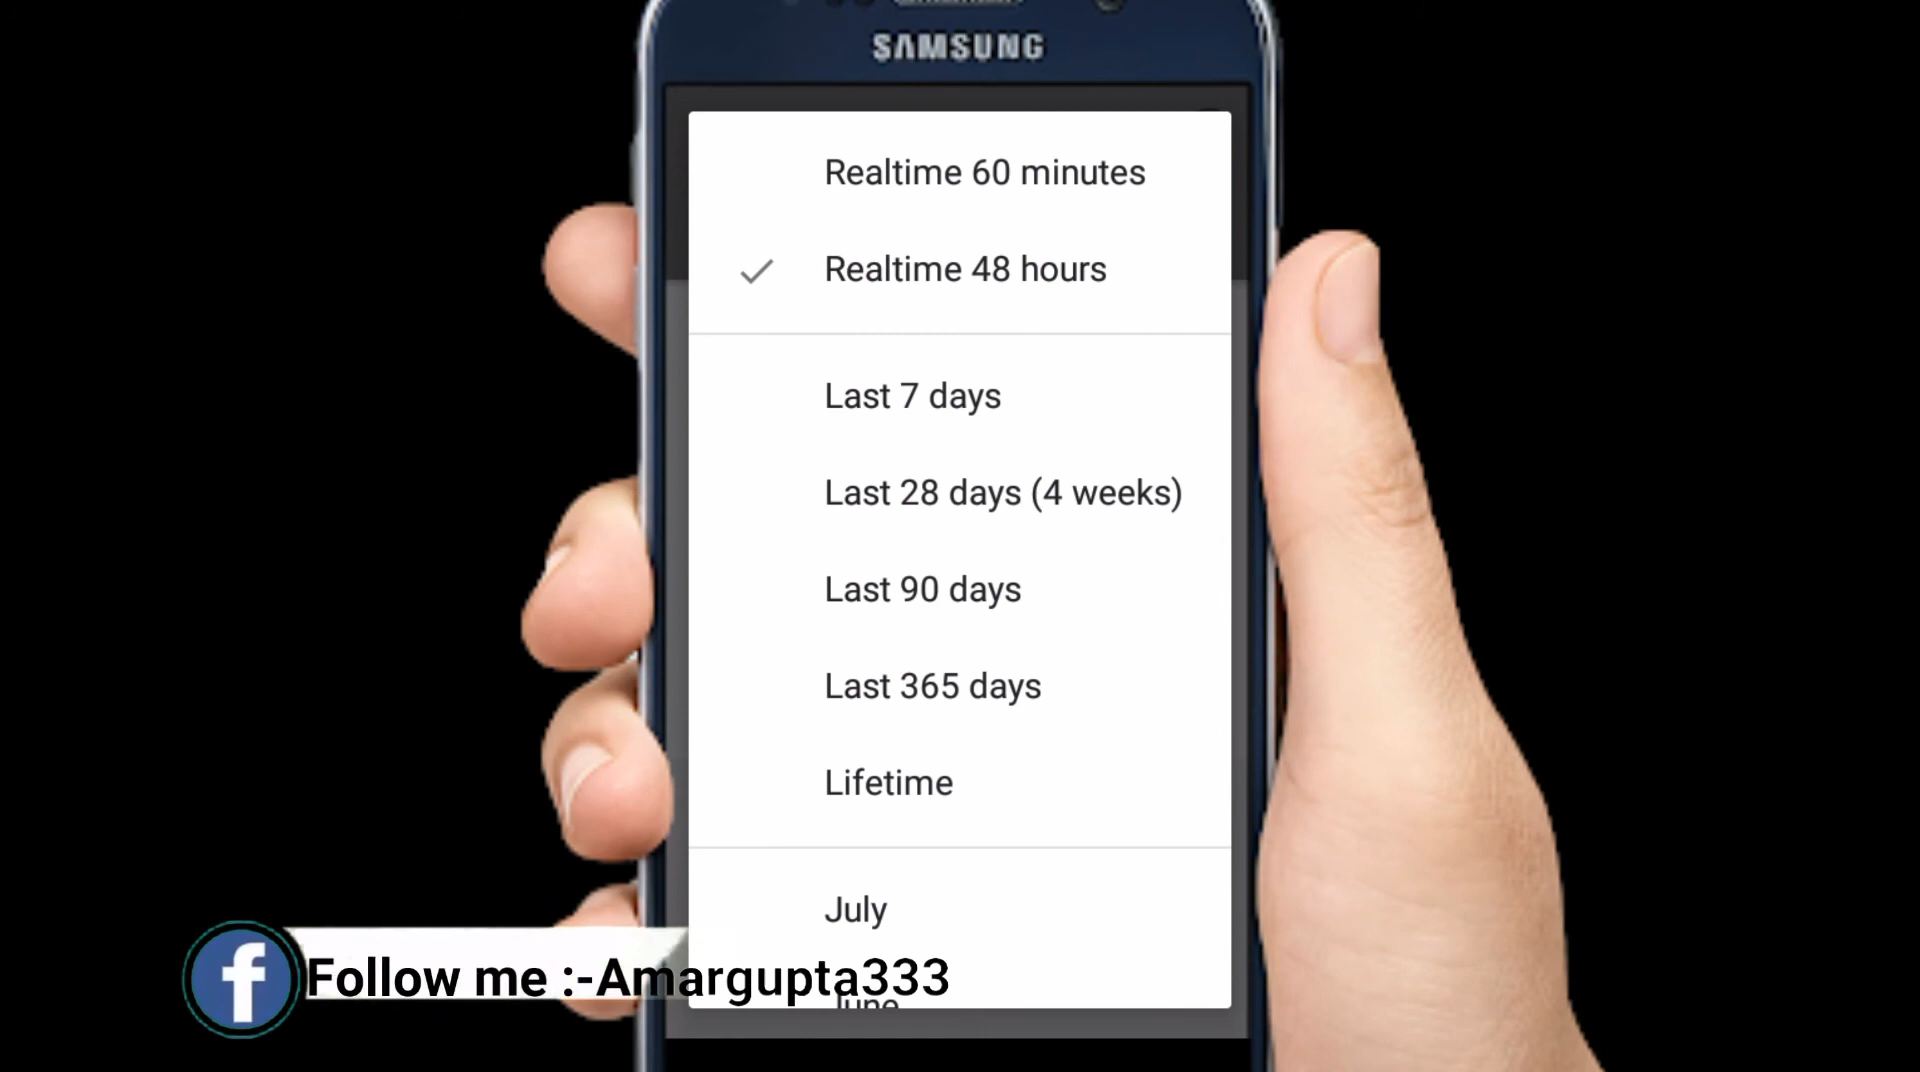 SAMSUNG
Realtime 60 minutes
Realtime 48 hours
Last 7 days
Last 28 days (4 weeks)
Last 90 days
Last 365 days
Lifetime
July
June
f Follow me :-Amargupta333